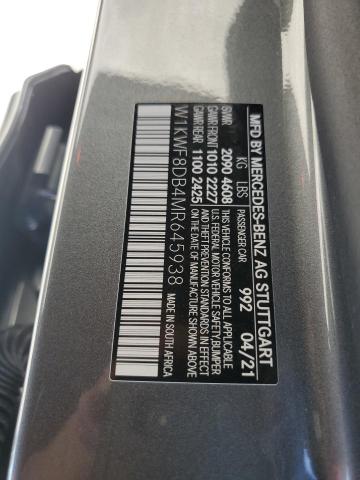 MFD BY MERCEDES-BENZ AG STUTTGART
KG LBS PASSENGER CAR 992 04/21
GVWR 2090 4608 THIS VEHICLE CONFORMS TO ALL APPLICABLE
GAWR FRONT 1010 2227 U.S. FEDERAL MOTOR VEHICLE SAFETY, BUMPER
GAWR REAR 1100 2425 AND THEFT PREVENTION STANDARDS IN EFFECT
ON THE DATE OF MANUFACTURE SHOWN ABOVE
W1KWF8DB4MR645938 MADE IN SOUTH AFRICA